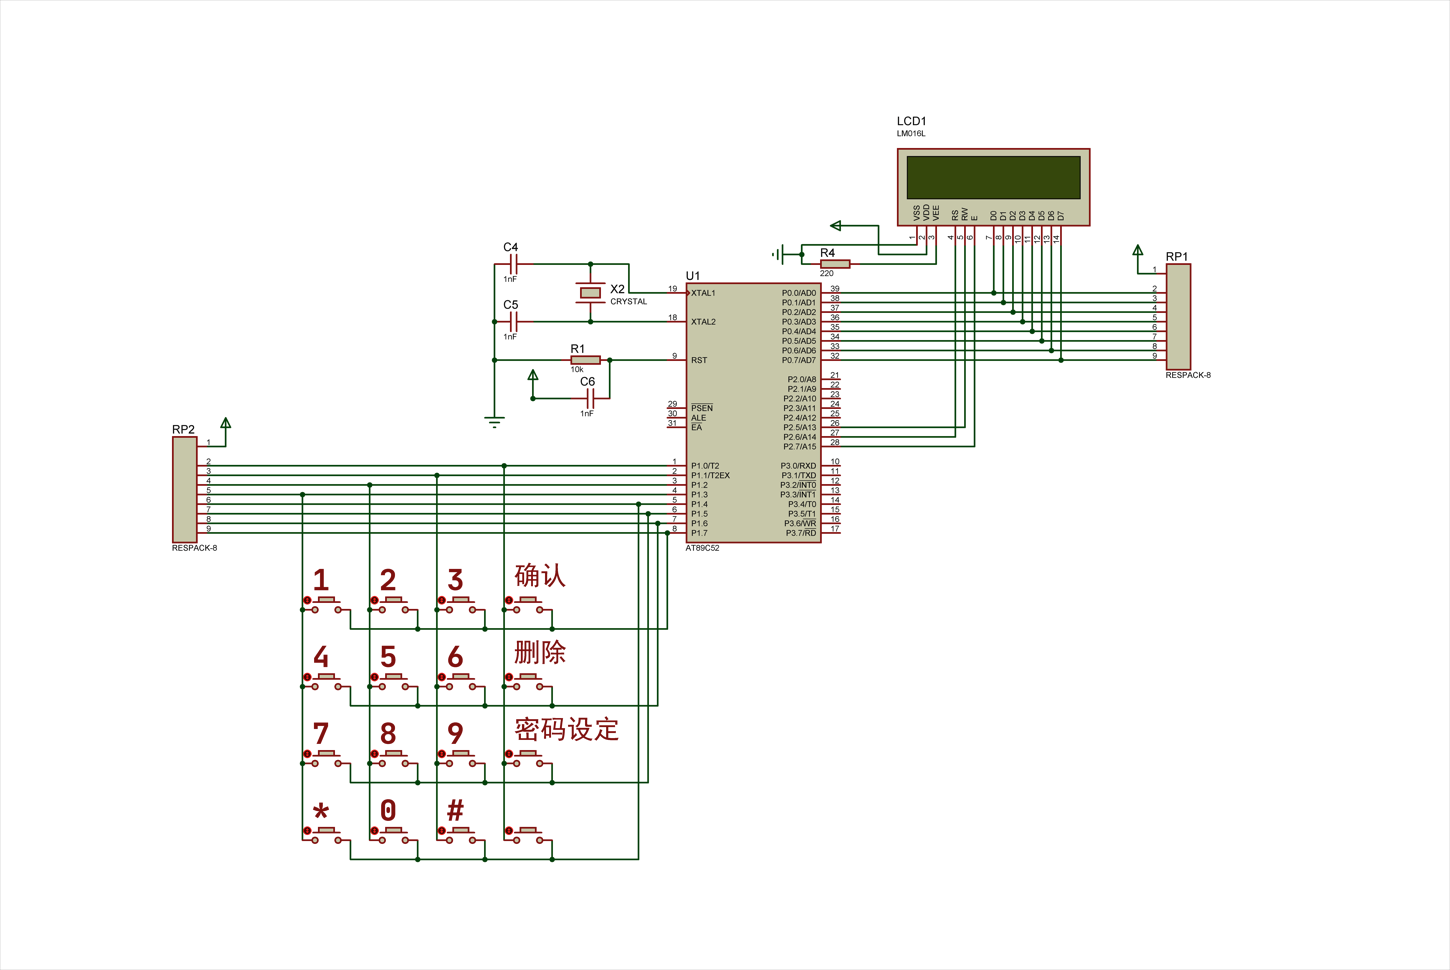 LCD1
LM016L
VSS VDD VEE RS RW E D0 D1 D2 D3 D4 D5 D6 D7
1 2 3 4 5 6 7 8 9 10 11 12 13 14
C4
1nF
X2
CRYSTAL
C5
1nF
R1
10k
C6
1nF
R4
220
RP1
1
2
3
4
5
6
7
8
9
RESPACK-8
U1
19 XTAL1
18 XTAL2
9 RST
29 PSEN
30 ALE
31 EA
1 P1.0/T2
2 P1.1/T2EX
3 P1.2
4 P1.3
5 P1.4
6 P1.5
7 P1.6
8 P1.7
P0.0/AD0 39
P0.1/AD1 38
P0.2/AD2 37
P0.3/AD3 36
P0.4/AD4 35
P0.5/AD5 34
P0.6/AD6 33
P0.7/AD7 32
P2.0/A8 21
P2.1/A9 22
P2.2/A10 23
P2.3/A11 24
P2.4/A12 25
P2.5/A13 26
P2.6/A14 27
P2.7/A15 28
P3.0/RXD 10
P3.1/TXD 11
P3.2/INT0 12
P3.3/INT1 13
P3.4/T0 14
P3.5/T1 15
P3.6/WR 16
P3.7/RD 17
AT89C52
RP2
1
2
3
4
5
6
7
8
9
RESPACK-8
1 2 3 确认
4 5 6 删除
7 8 9 密码设定
* 0 #